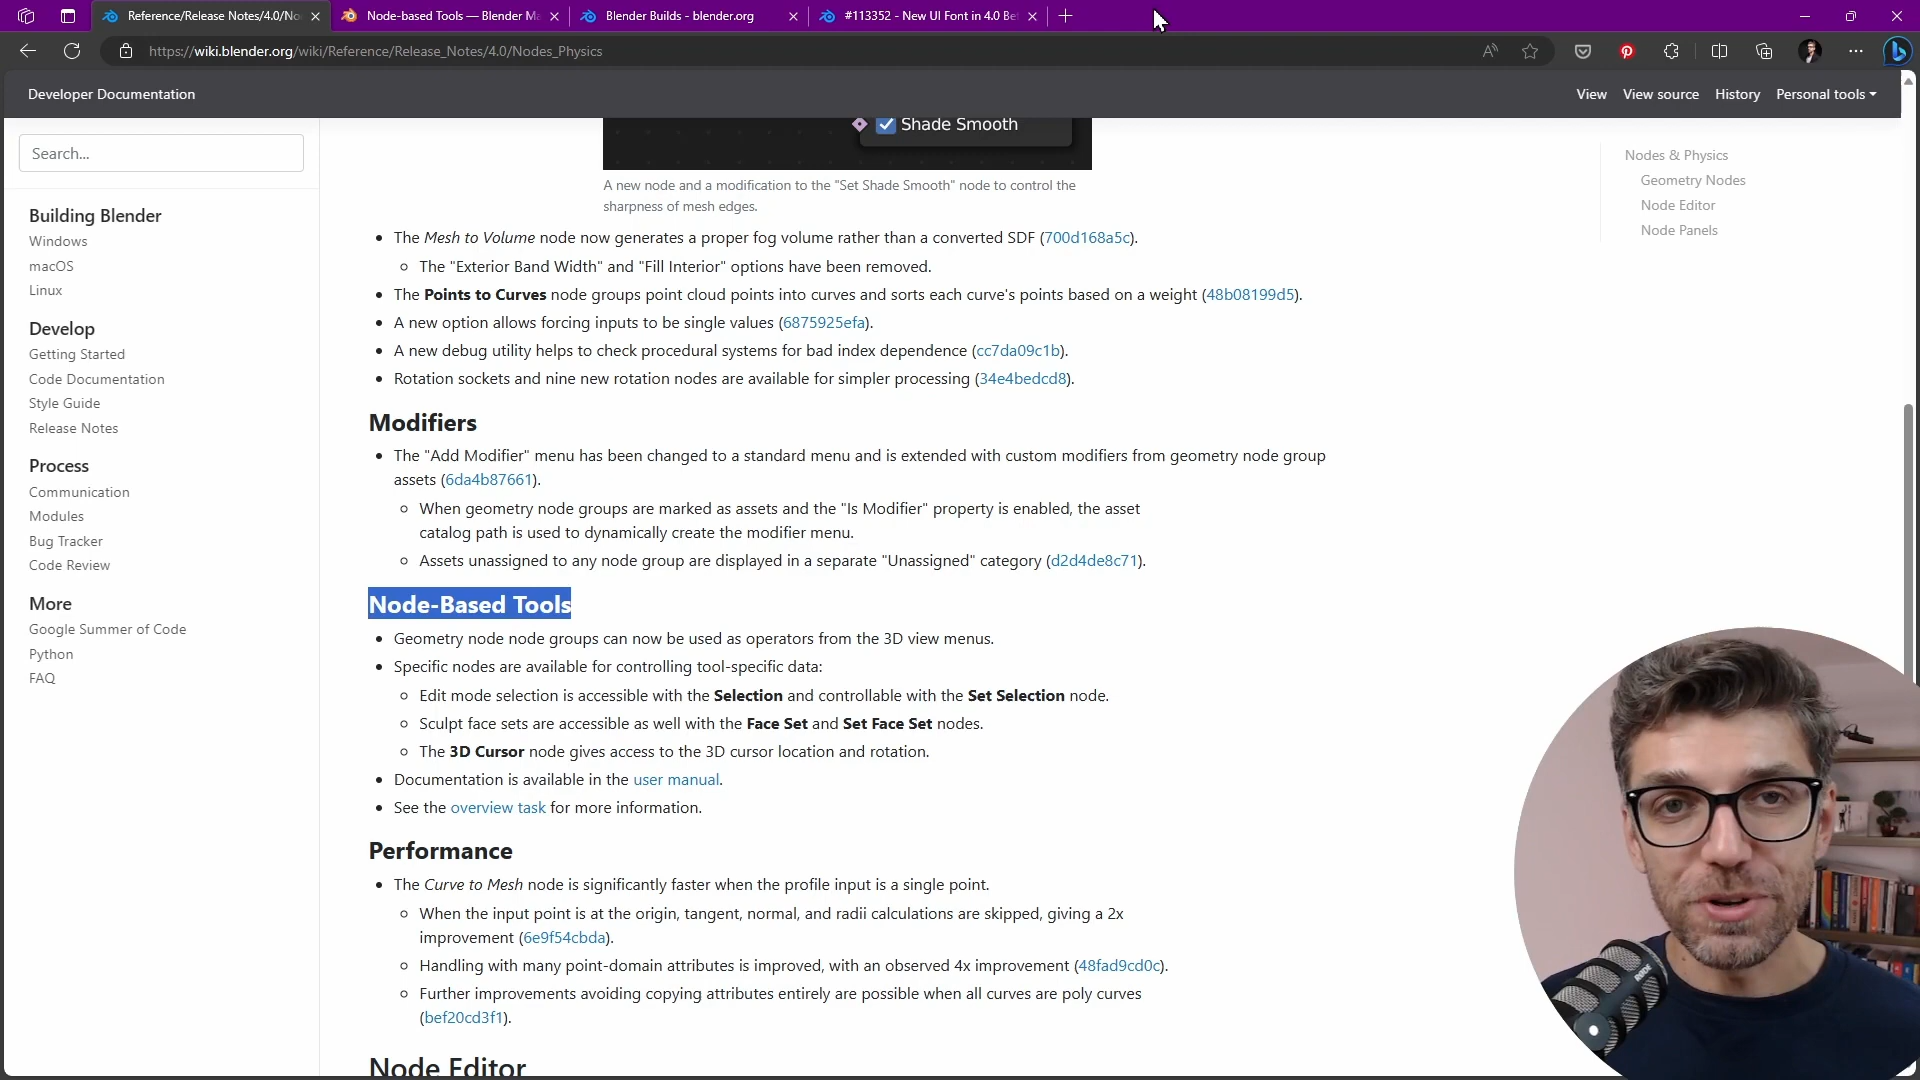 Reference/Release Notes/4.0/No
Node-based Tools — Blender Ma
Blender Builds - blender.org
#113352 - New UI Font in 4.0 Be
https://wiki.blender.org/wiki/Reference/Release_Notes/4.0/Nodes_Physics
Developer Documentation
View
View source
History
Personal tools
Search...
Building Blender
Windows
macOS
Linux
Develop
Getting Started
Code Documentation
Style Guide
Release Notes
Process
Communication
Modules
Bug Tracker
Code Review
More
Google Summer of Code
Python
FAQ
Shade Smooth
A new node and a modification to the "Set Shade Smooth" node to control the
sharpness of mesh edges.
The Mesh to Volume node now generates a proper fog volume rather than a converted SDF (700d168a5c).
The "Exterior Band Width" and "Fill Interior" options have been removed.
The Points to Curves node groups point cloud points into curves and sorts each curve's points based on a weight (48b08199d5).
A new option allows forcing inputs to be single values (6875925efa).
A new debug utility helps to check procedural systems for bad index dependence (cc7da09c1b).
Rotation sockets and nine new rotation nodes are available for simpler processing (34e4bedcd8).
Modifiers
The "Add Modifier" menu has been changed to a standard menu and is extended with custom modifiers from geometry node group
assets (6da4b87661).
When geometry node groups are marked as assets and the "Is Modifier" property is enabled, the asset
catalog path is used to dynamically create the modifier menu.
Assets unassigned to any node group are displayed in a separate "Unassigned" category (d2d4de8c71).
Node-Based Tools
Geometry node node groups can now be used as operators from the 3D view menus.
Specific nodes are available for controlling tool-specific data:
Edit mode selection is accessible with the Selection and controllable with the Set Selection node.
Sculpt face sets are accessible as well with the Face Set and Set Face Set nodes.
The 3D Cursor node gives access to the 3D cursor location and rotation.
Documentation is available in the user manual.
See the overview task for more information.
Performance
The Curve to Mesh node is significantly faster when the profile input is a single point.
When the input point is at the origin, tangent, normal, and radii calculations are skipped, giving a 2x
improvement (6e9f54cbda).
Handling with many point-domain attributes is improved, with an observed 4x improvement (48fad9cd0c).
Further improvements avoiding copying attributes entirely are possible when all curves are poly curves
(bef20cd3f1).
Node Editor
Nodes & Physics
Geometry Nodes
Node Editor
Node Panels
RØDE